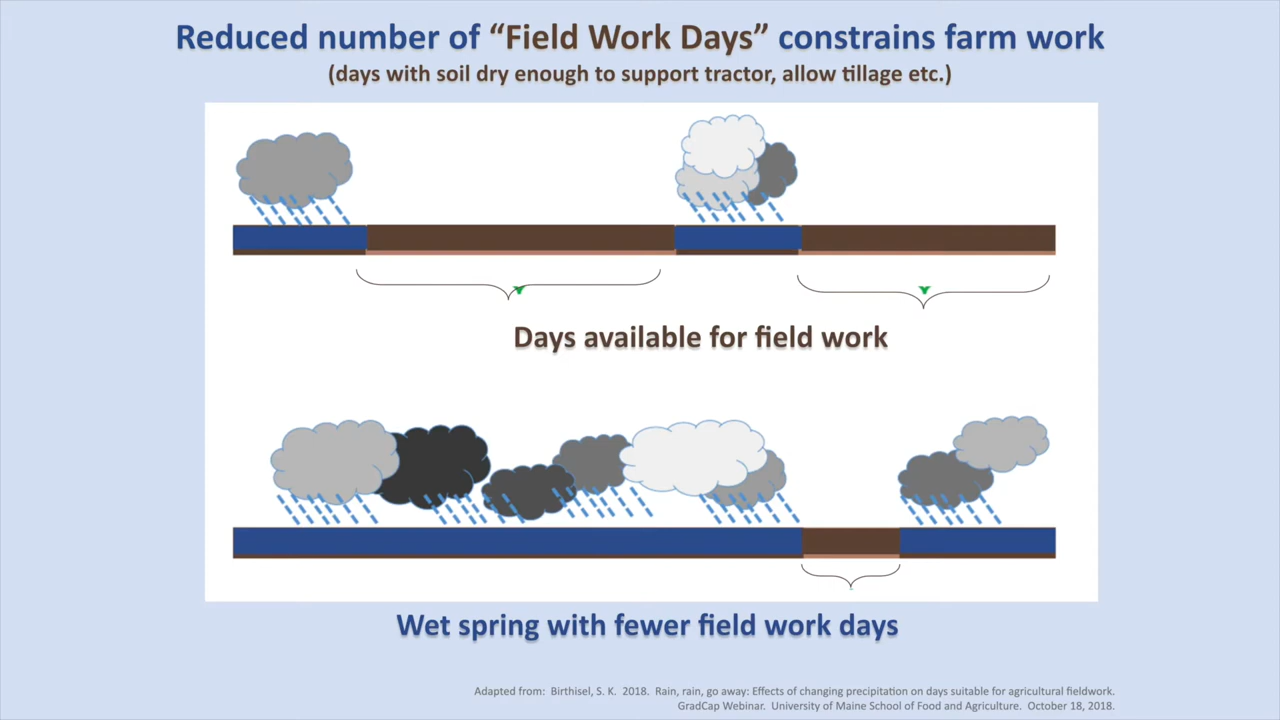 Reduced number of “Field Work Days” constrains farm work
(days with soil dry enough to support tractor, allow tillage etc.)
Days available for field work
Wet spring with fewer field work days
Adapted from: Birthisel, S. K. 2018. Rain, rain, go away: Effects of changing precipitation on days suitable for agricultural fieldwork.
GradCap Webinar. University of Maine School of Food and Agriculture. October 18, 2018.